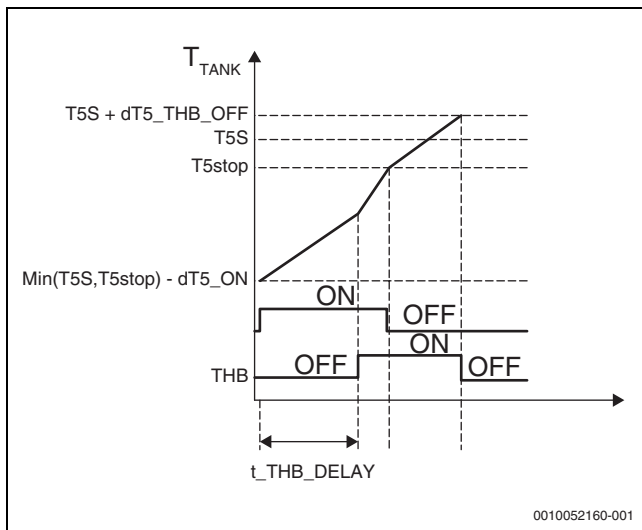 T_TANK
T5S + dT5_THB_OFF
T5S
T5stop
Min(T5S,T5stop) - dT5_ON
ON
OFF
ON
THB
OFF
OFF
t_THB_DELAY
0010052160-001